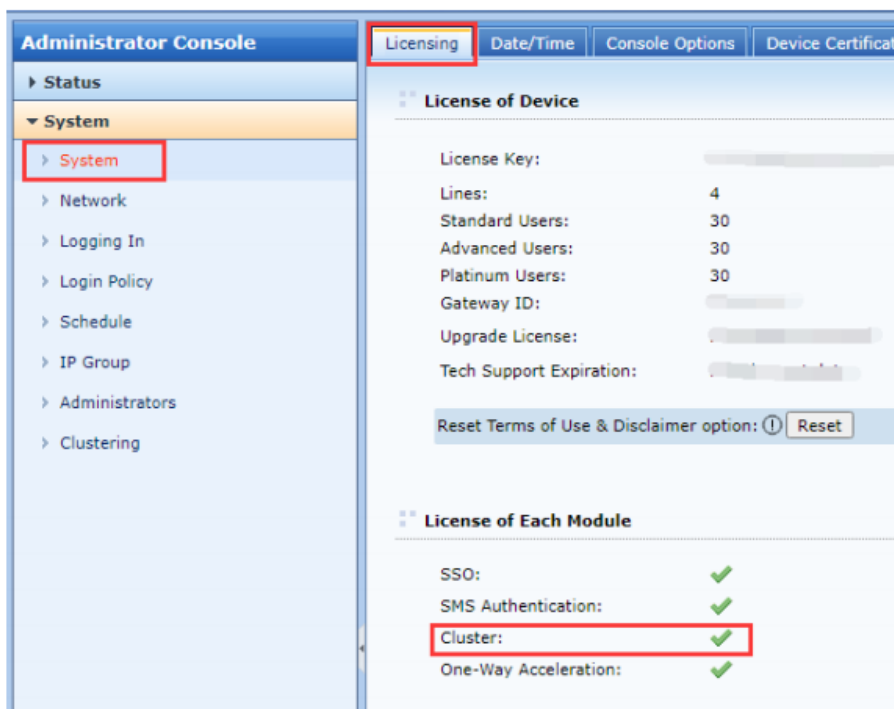 Administrator Console
Status
System
System
Network
Logging In
Login Policy
Schedule
IP Group
Administrators
Clustering
Licensing Date/Time Console Options Device
License of Device
License Key:
Lines: 4
Standard Users: 30
Advanced Users: 30
Platinum Users: 30
Gateway ID:
Upgrade License:
Tech Support Expiration:
Reset Terms of Use & Disclaimer option: Reset
License of Each Module
SSO:
SMS Authentication:
Cluster:
One-Way Acceleration: